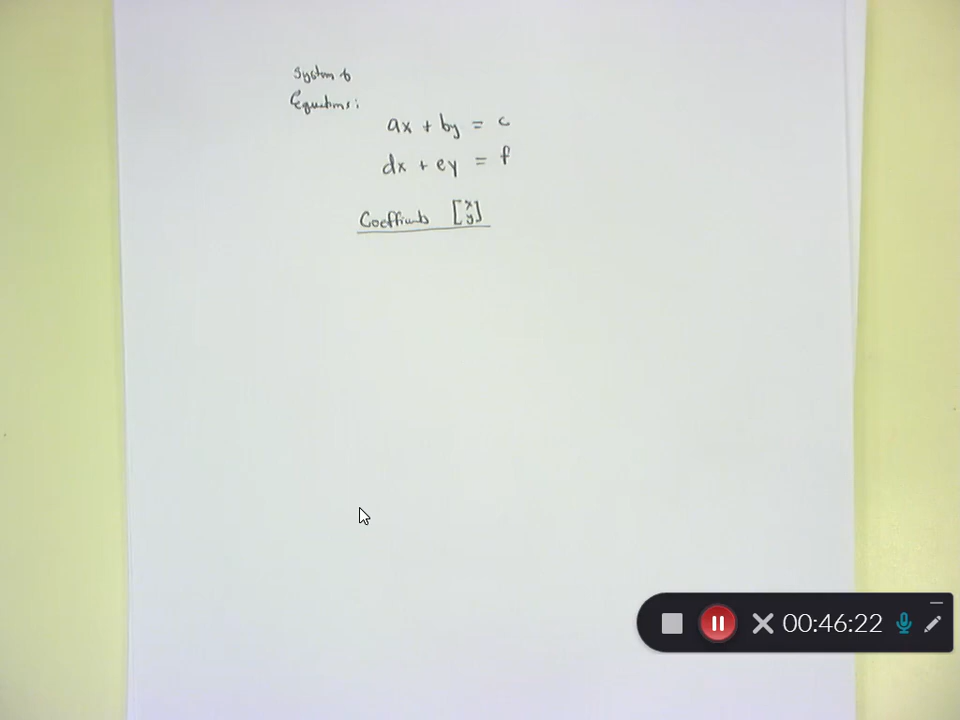 System of
Equations:
ax + by = c
dx + ey = f
Coefficients [x
y]
00:46:22